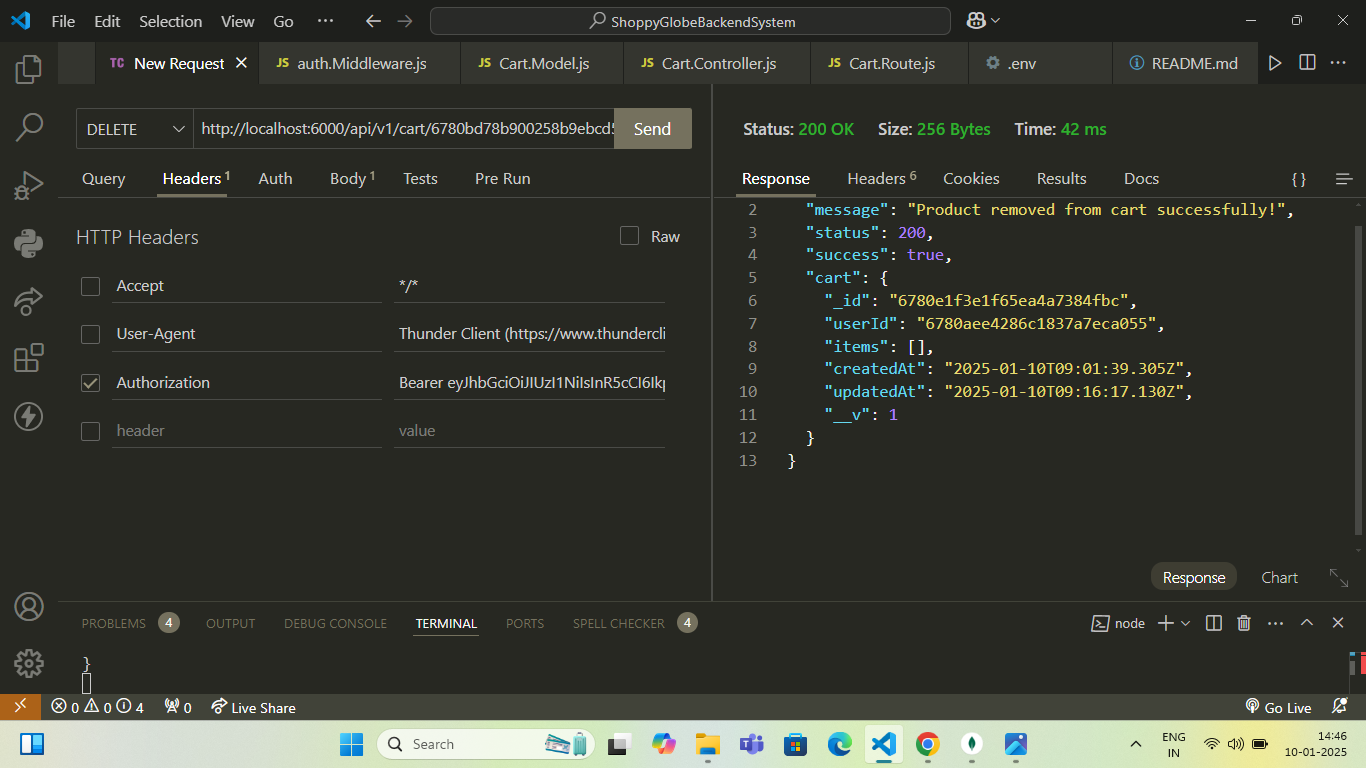 File Edit Selection View Go ··· ShoppyGlobeBackendSystem
TC New Request JS auth.Middleware.js JS Cart.Model.js JS Cart.Controller.js JS Cart.Route.js .env README.md ···
DELETE http://localhost:6000/api/v1/cart/6780bd78b900258b9ebcd5 Send
Status: 200 OK Size: 256 Bytes Time: 42 ms
Query Headers 1 Auth Body 1 Tests Pre Run
Response Headers 6 Cookies Results Docs { }
HTTP Headers Raw
Accept */*
User-Agent Thunder Client (https://www.thundercli
Authorization Bearer eyJhbGciOiJIUzI1NiIsInR5cCI6Ikp
header value
2 "message": "Product removed from cart successfully!",
3 "status": 200,
4 "success": true,
5 "cart": {
6 "_id": "6780e1f3e1f65ea4a7384fbc",
7 "userId": "6780aee4286c1837a7eca055",
8 "items": [],
9 "createdAt": "2025-01-10T09:01:39.305Z",
10 "updatedAt": "2025-01-10T09:16:17.130Z",
11 "__v": 1
12 }
13 }
Response Chart
PROBLEMS 4 OUTPUT DEBUG CONSOLE TERMINAL PORTS SPELL CHECKER 4 node ···
}
0 0 4 0 Live Share Go Live
Search
ENG
IN
14:46
10-01-2025